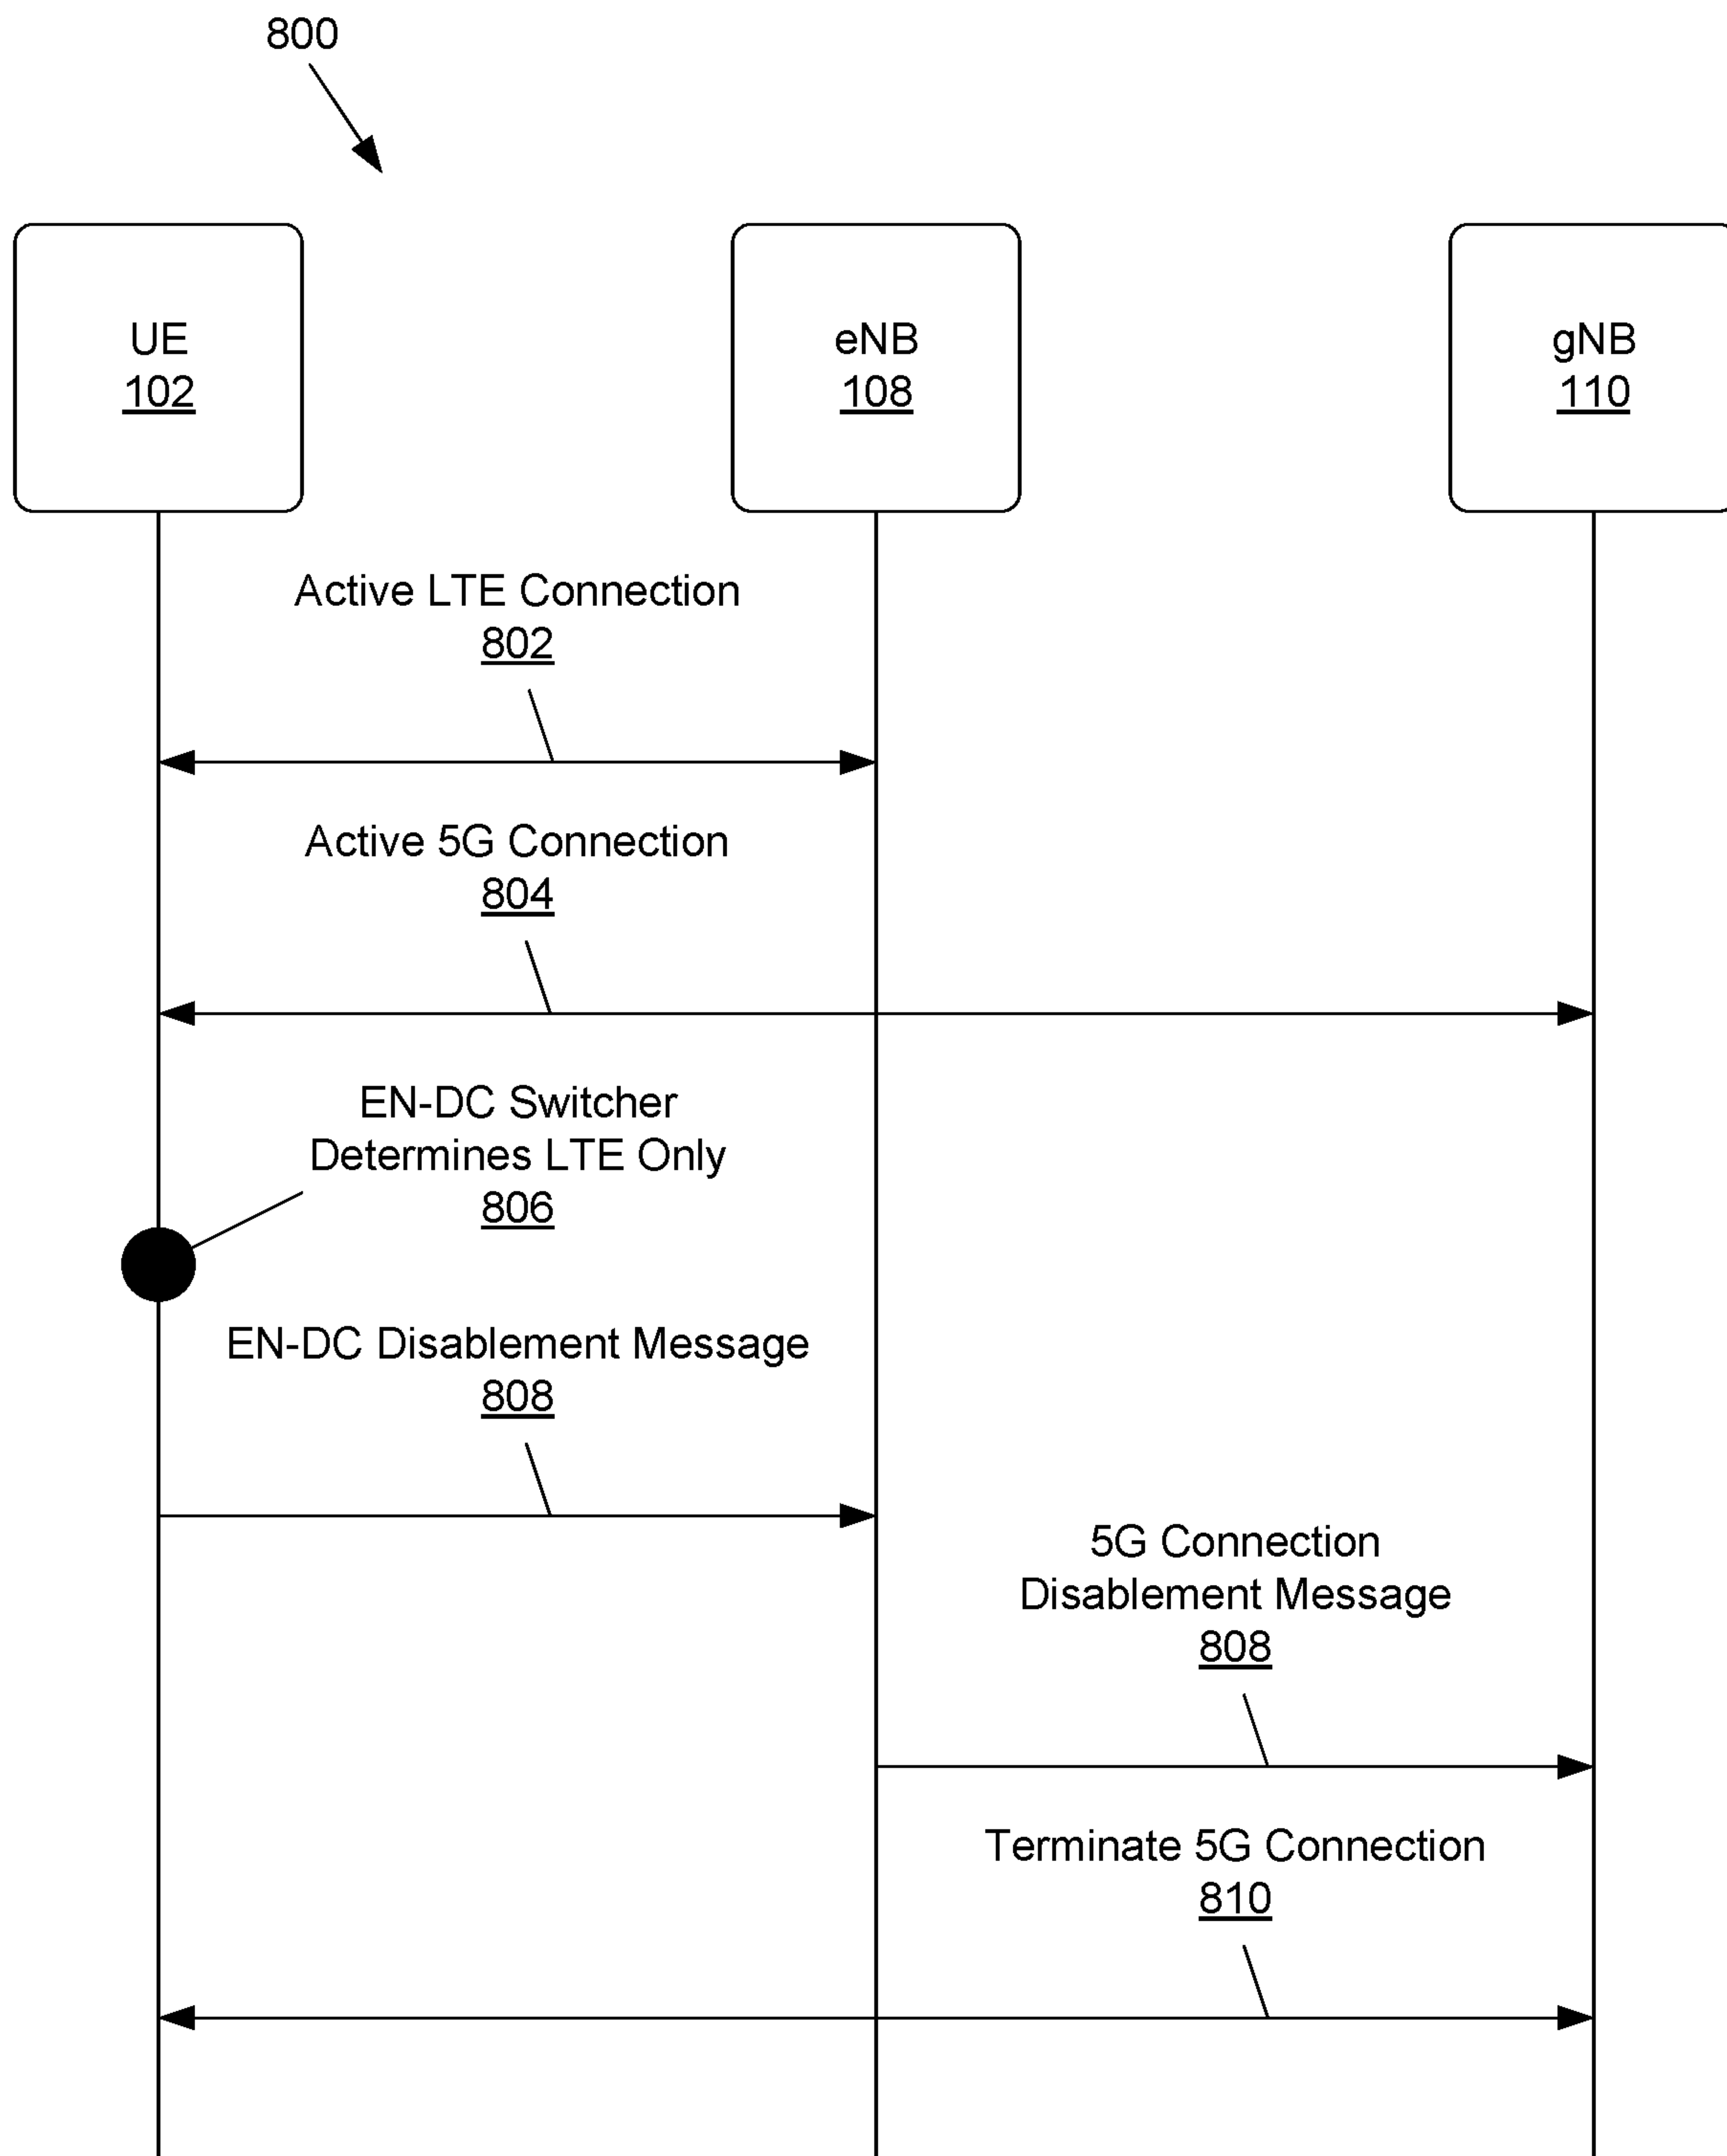 800
UE
102
eNB
108
gNB
110
Active LTE Connection
802
Active 5G Connection
804
EN-DC Switcher
Determines LTE Only
806
EN-DC Disablement Message
808
5G Connection
Disablement Message
808
Terminate 5G Connection
810